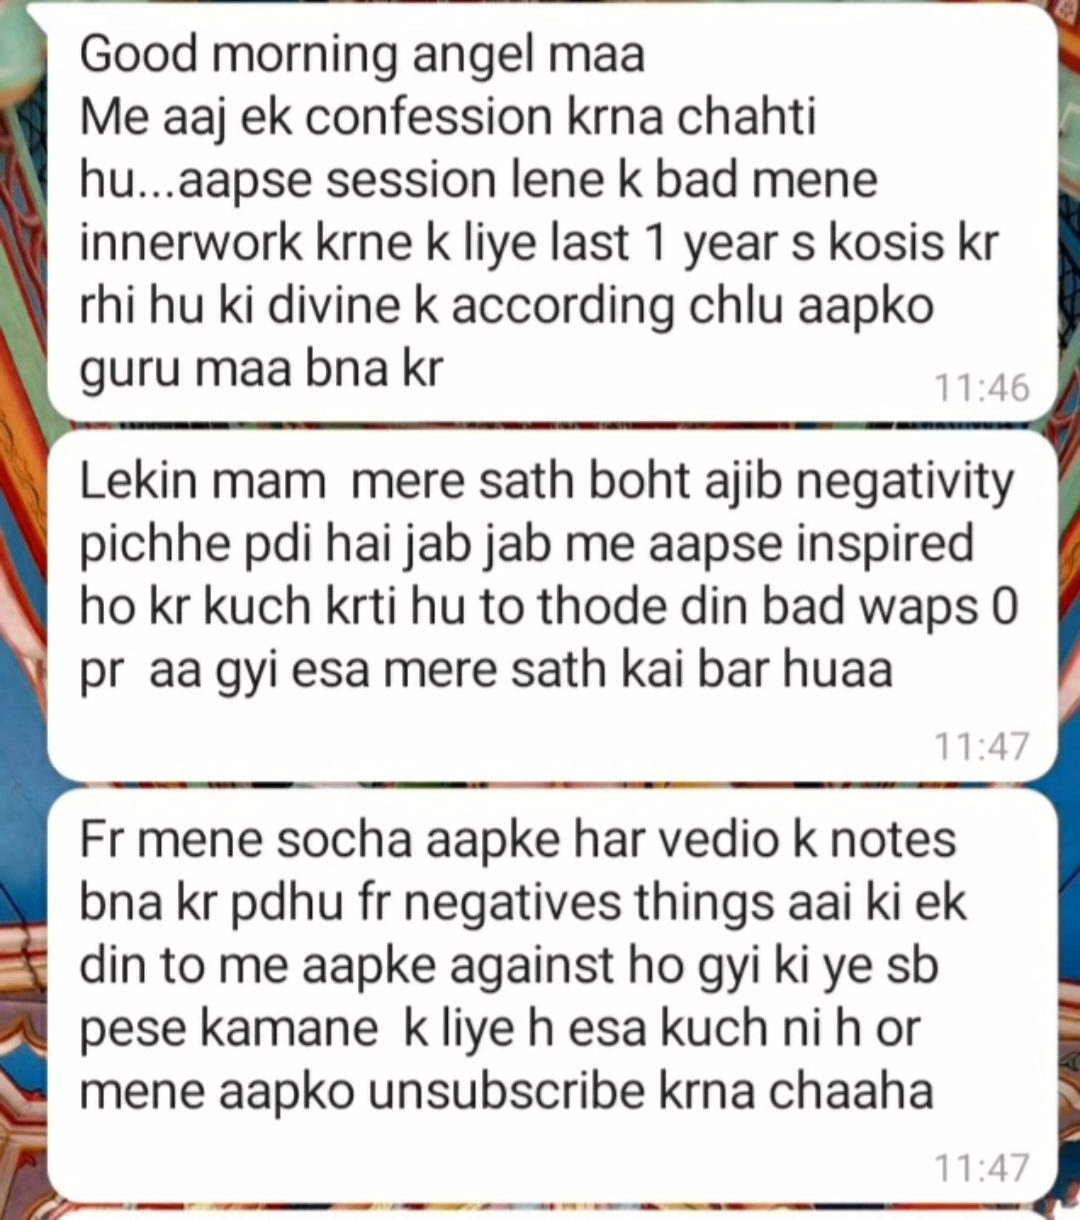 Good morning angel maa
Me aaj ek confession krna chahti
hu...aapse session lene k bad mene
innerwork krne k liye last 1 year s kosis kr
rhi hu ki divine k according chlu aapko
guru maa bna kr
11:46
Lekin mam  mere sath boht ajib negativity
pichhe pdi hai jab jab me aapse inspired
ho kr kuch krti hu to thode din bad waps 0
pr  aa gyi esa mere sath kai bar huaa
11:47
Fr mene socha aapke har vedio k notes
bna kr pdhu fr negatives things aai ki ek
din to me aapke against ho gyi ki ye sb
pese kamane  k liye h esa kuch ni h or
mene aapko unsubscribe krna chaaha
11:47